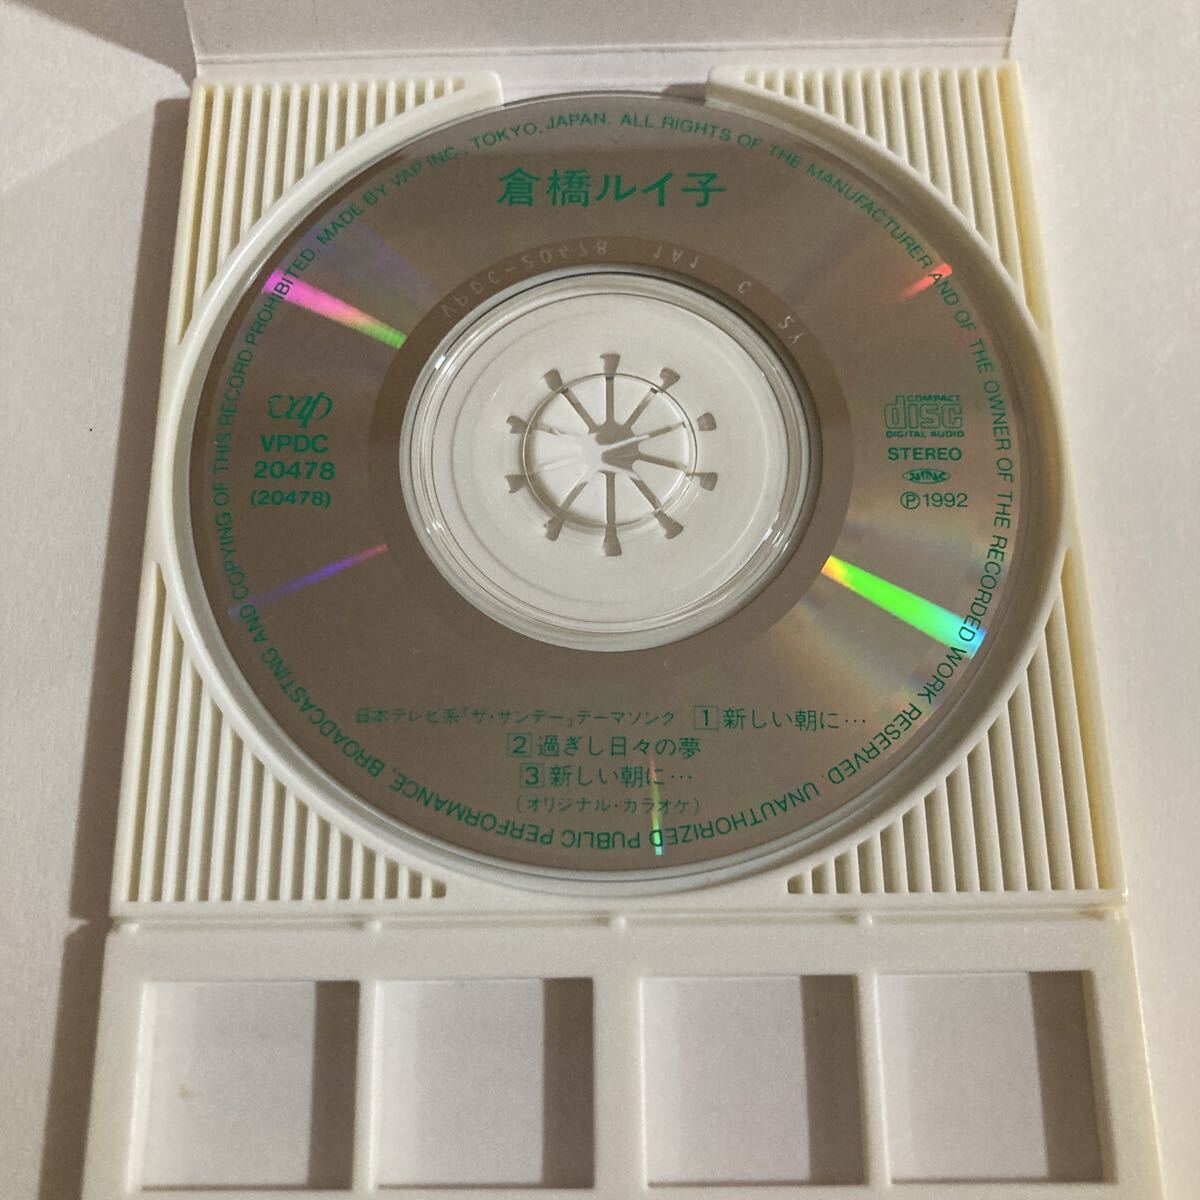 倉橋ルイ子
MADE BY VAP INC., TOKYO, JAPAN. ALL RIGHTS OF THE MANUFACTURER AND OF THE OWNER OF THE RECORDED WORK RESERVED. UNAUTHORIZED PUBLIC PERFORMANCE, BROADCASTING AND COPYING OF THIS RECORD PROHIBITED.
VPDC-20478 1A1 C
vap
VPDC
20478
(20478)
COMPACT
disc
DIGITAL AUDIO
STEREO
Ⓟ1992
日本テレビ系「ザ・サンデー」テーマソング 1 新しい朝に…
2 過ぎし日々の夢
3 新しい朝に…
(オリジナル・カラオケ)